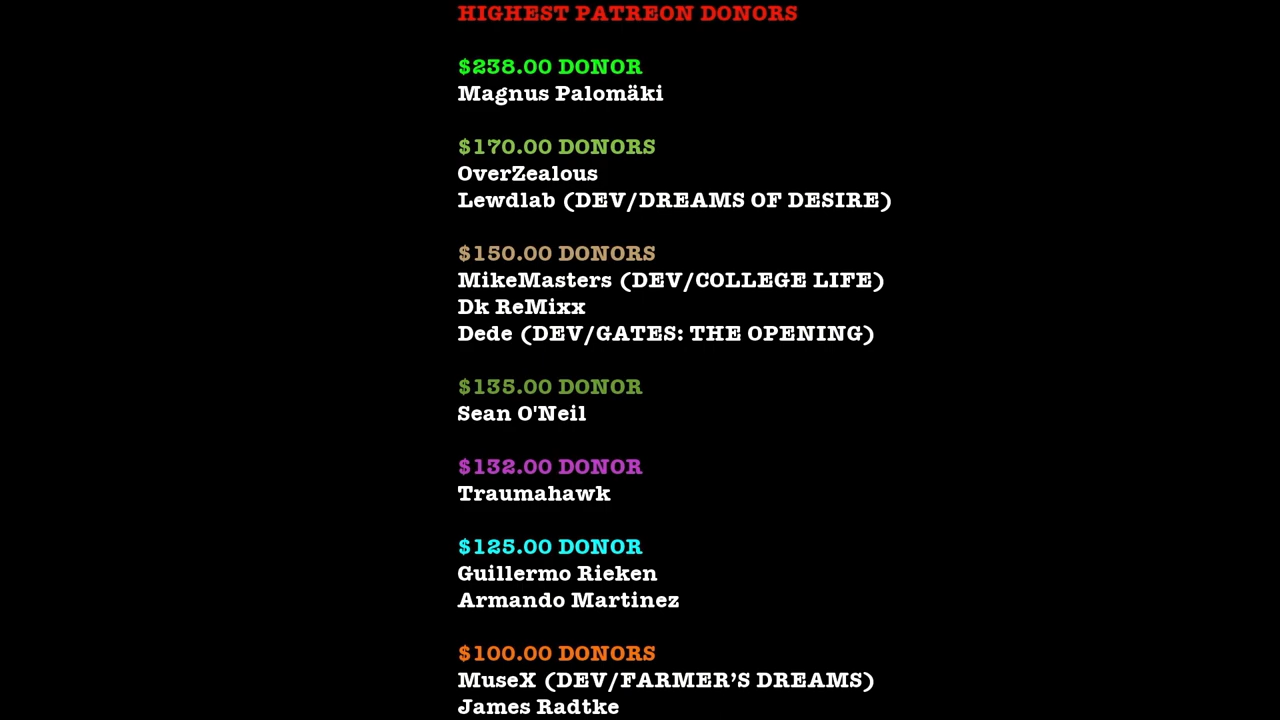 HIGHEST PATREON DONORS
$238.00 DONOR
Magnus Palomäki
$170.00 DONORS
OverZealous
Lewdlab (DEV/DREAMS OF DESIRE)
$150.00 DONORS
MikeMasters (DEV/COLLEGE LIFE)
Dk ReMixx
Dede (DEV/GATES: THE OPENING)
$135.00 DONOR
Sean O'Neil
$132.00 DONOR
Traumahawk
$125.00 DONOR
Guillermo Rieken
Armando Martinez
$100.00 DONORS
MuseX (DEV/FARMER’S DREAMS)
James Radtke